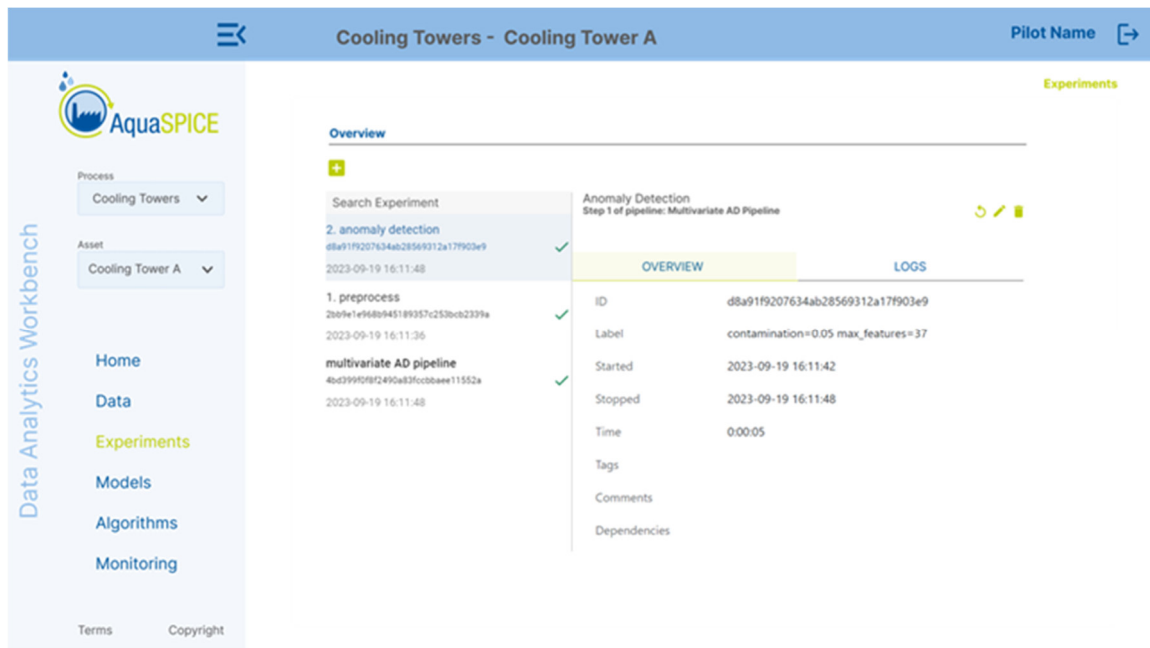 Cooling Towers - Cooling Tower A
Pilot Name
AquaSPICE
Experiments
Process
Cooling Towers
Asset
Cooling Tower A
Data Analytics Workbench
Home
Data
Experiments
Models
Algorithms
Monitoring
Terms
Copyright
Overview
Search Experiment
2. anomaly detection
d8a91f9207634ab28569312a17f903e9
2023-09-19 16:11:48
1. preprocess
2bb9e1e968b945189357c253bcb2339a
2023-09-19 16:11:36
multivariate AD pipeline
4bd399f0f8f2490a83fccbbaee11552a
2023-09-19 16:11:48
Anomaly Detection
Step 1 of pipeline: Multivariate AD Pipeline
OVERVIEW
LOGS
ID d8a91f9207634ab28569312a17f903e9
Label contamination=0.05 max_features=37
Started 2023-09-19 16:11:42
Stopped 2023-09-19 16:11:48
Time 0:00:05
Tags
Comments
Dependencies